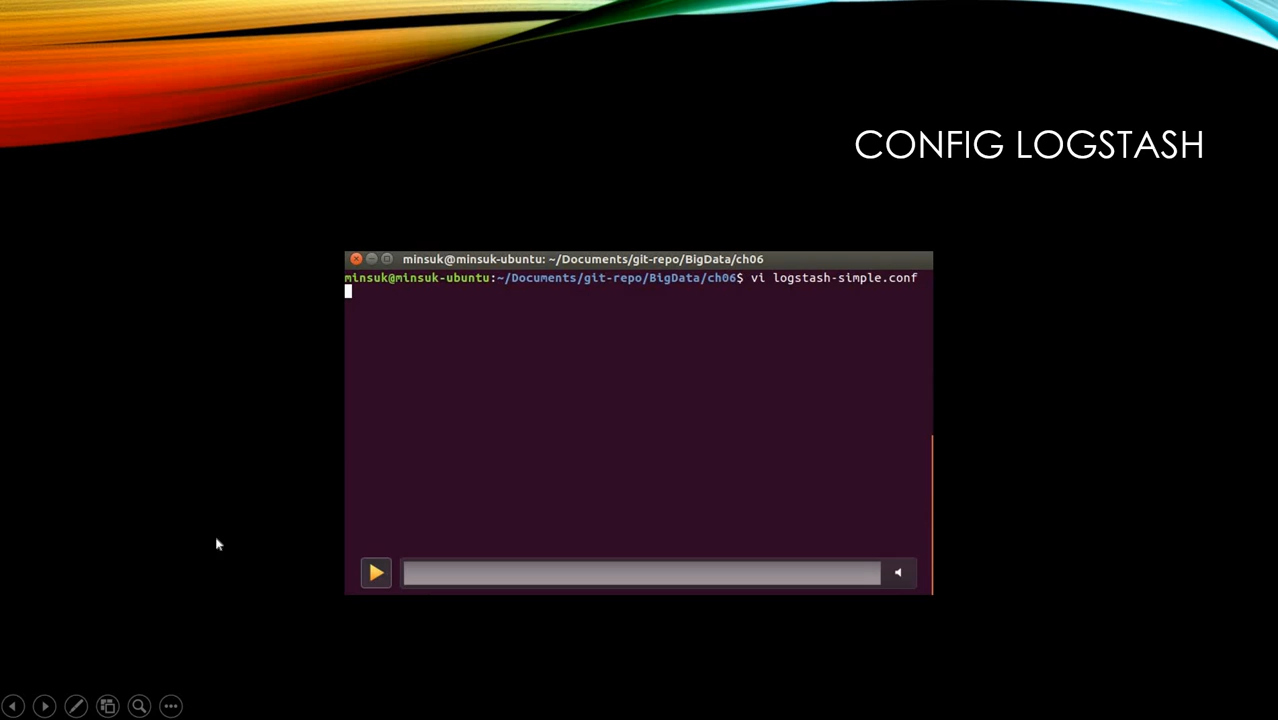 CONFIG LOGSTASH
minsuk@minsuk-ubuntu: ~/Documents/git-repo/BigData/ch06
minsuk@minsuk-ubuntu:~/Documents/git-repo/BigData/ch06$ vi logstash-simple.conf